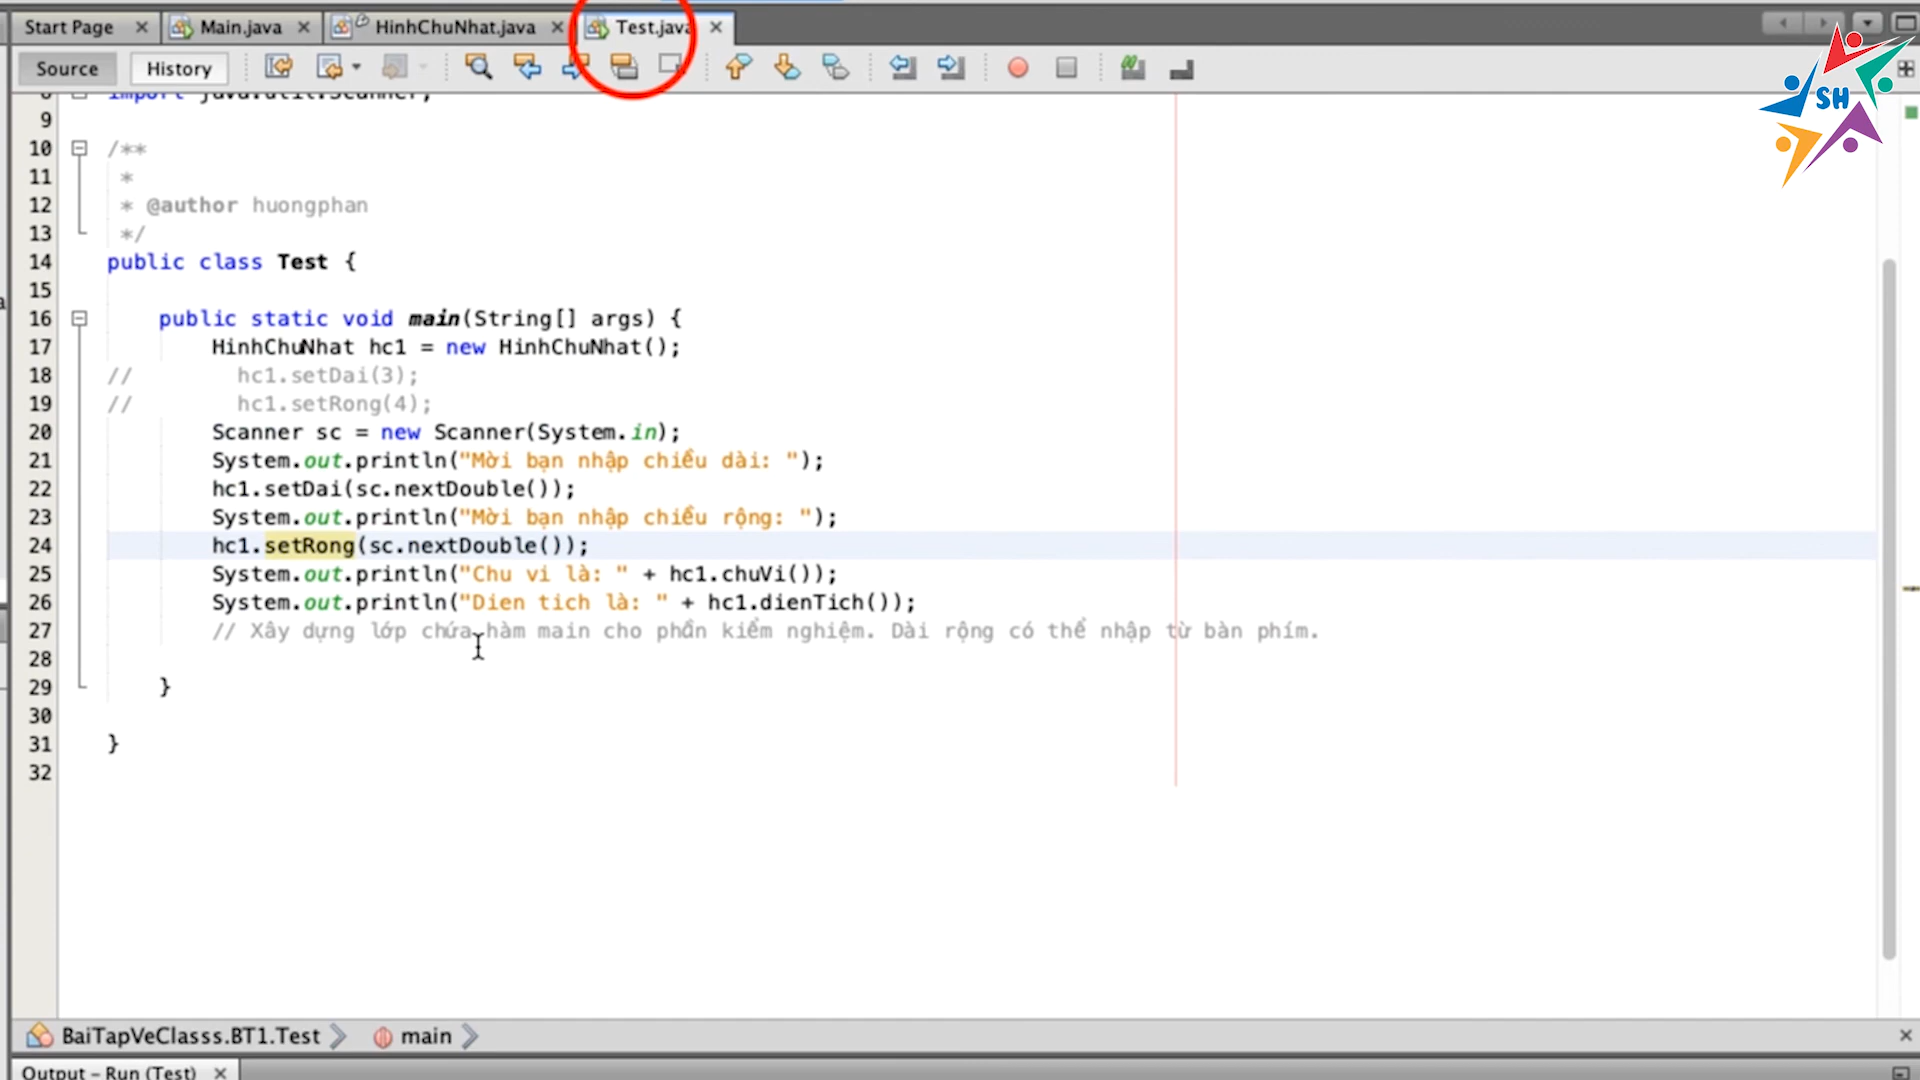 Start Page Main.java HinhChuNhat.java Test.java
Source History
SH
8 import java.util.Scanner;
9
10 /**
11 *
12 * @author huongphan
13 */
14 public class Test {
15
16 public static void main(String[] args) {
17 HinhChuNhat hc1 = new HinhChuNhat();
18 // hc1.setDai(3);
19 // hc1.setRong(4);
20 Scanner sc = new Scanner(System.in);
21 System.out.println("Mời bạn nhập chiều dài: ");
22 hc1.setDai(sc.nextDouble());
23 System.out.println("Mời bạn nhập chiều rộng: ");
24 hc1.setRong(sc.nextDouble());
25 System.out.println("Chu vi là: " + hc1.chuVi());
26 System.out.println("Dien tich là: " + hc1.dienTich());
27 // Xây dựng lớp chứa hàm main cho phần kiểm nghiệm. Dài rộng có thể nhập từ bàn phím.
28
29 }
30
31 }
32
BaiTapVeClasss.BT1.Test main
Output – Run (Test)